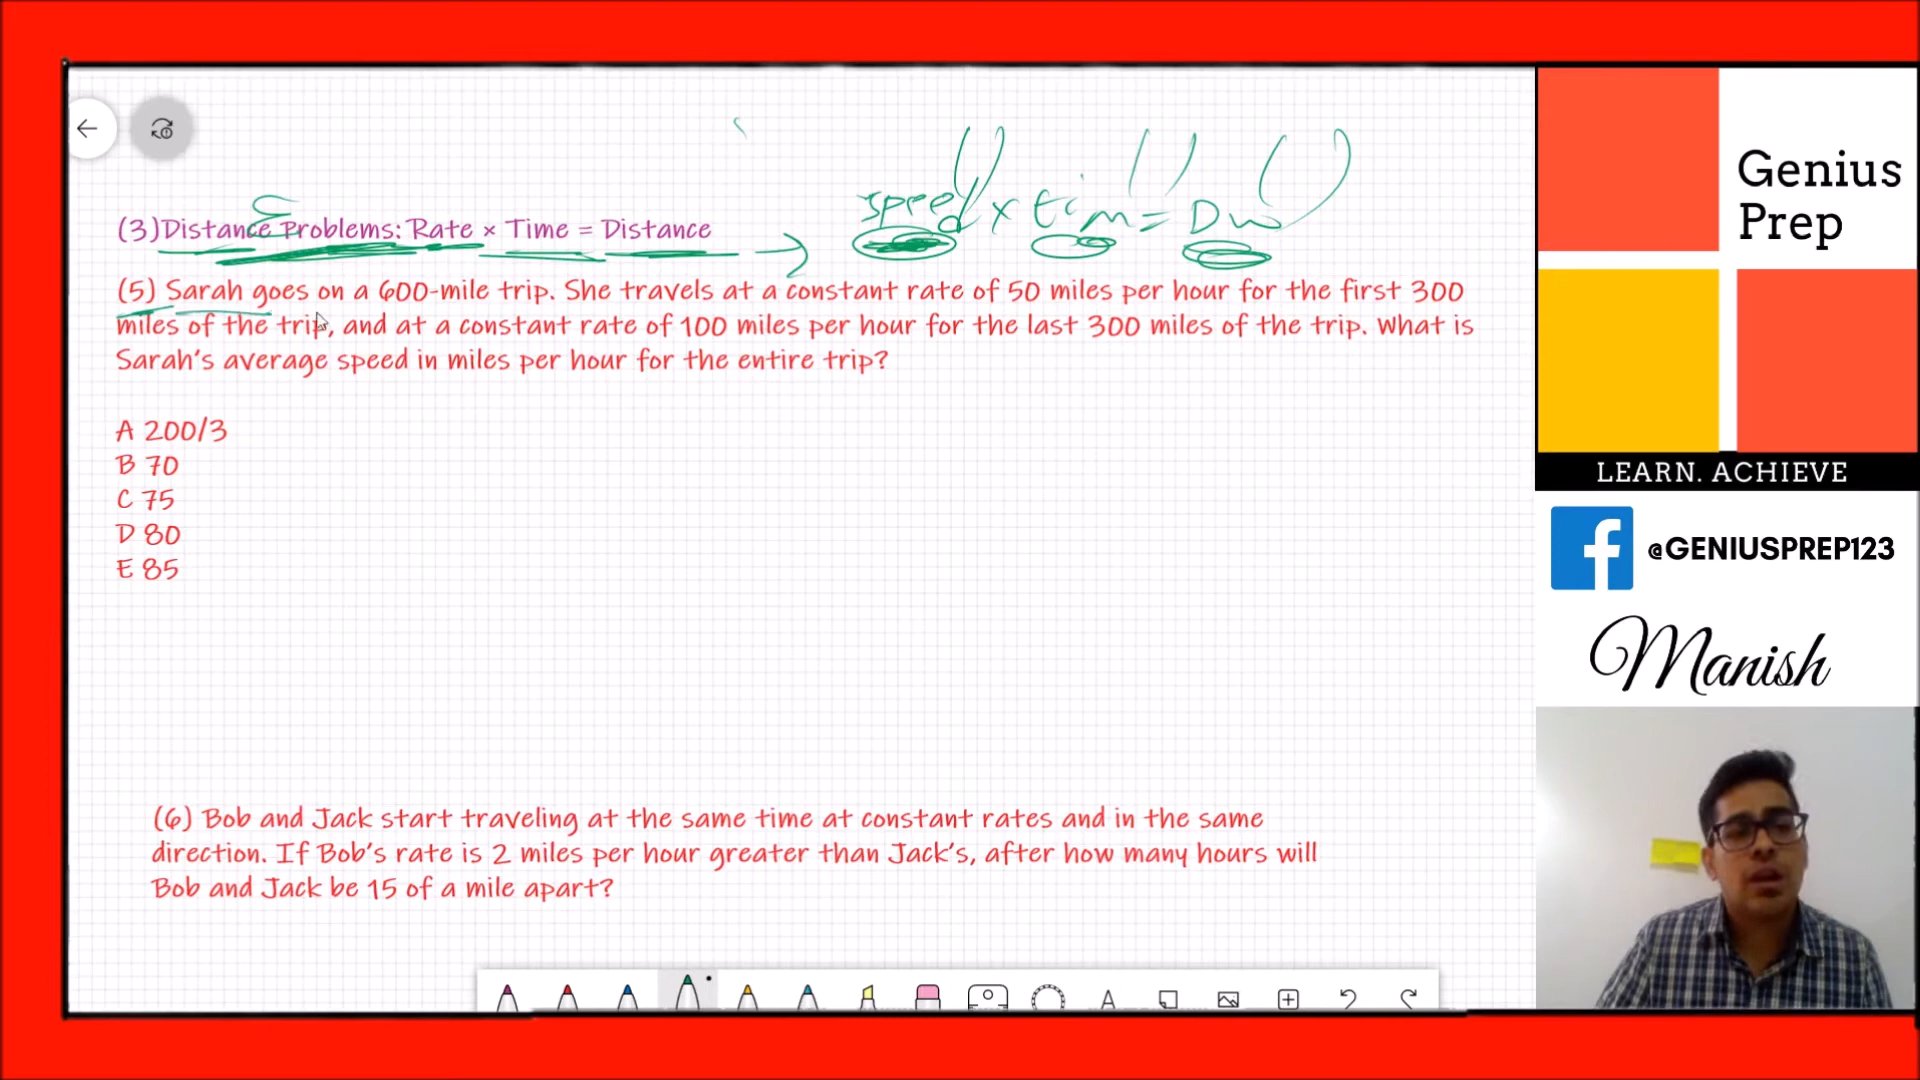 speed × tim = D
(3)Distance Problems: Rate × Time = Distance
(5) Sarah goes on a 600-mile trip. She travels at a constant rate of 50 miles per hour for the first 300
miles of the trip, and at a constant rate of 100 miles per hour for the last 300 miles of the trip. What is
Sarah's average speed in miles per hour for the entire trip?
A 200/3
B 70
C 75
D 80
E 85
(6) Bob and Jack start traveling at the same time at constant rates and in the same
direction. If Bob's rate is 2 miles per hour greater than Jack's, after how many hours will
Bob and Jack be 15 of a mile apart?
Genius
Prep
LEARN. ACHIEVE
f @GENIUSPREP123
Manish